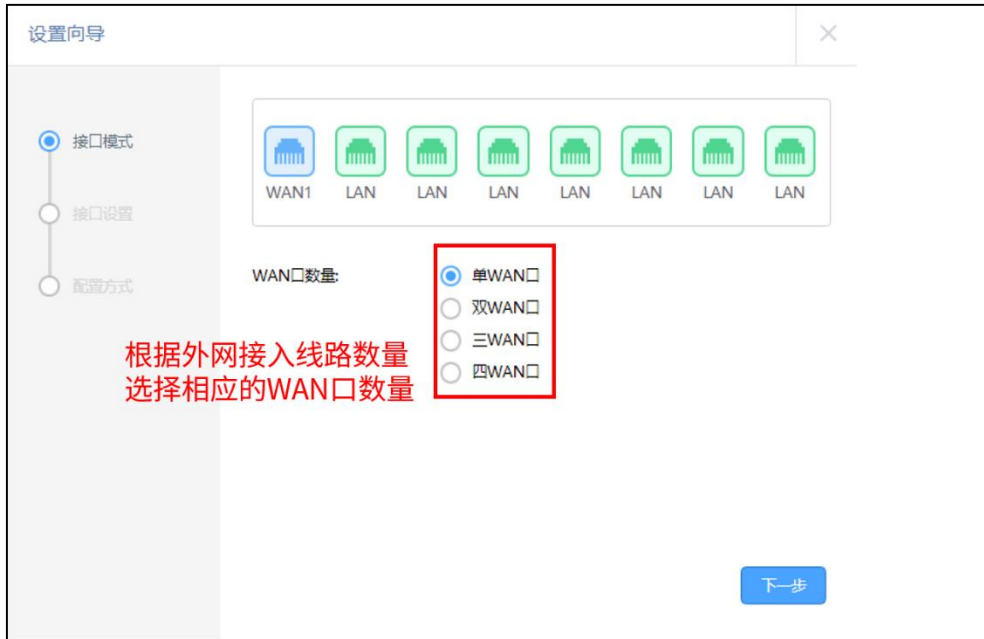 设置向导
接口模式
接口设置
配置方式
WAN1 LAN LAN LAN LAN LAN LAN LAN
WAN口数量:
单WAN口
双WAN口
三WAN口
四WAN口
根据外网接入线路数量
选择相应的WAN口数量
下一步